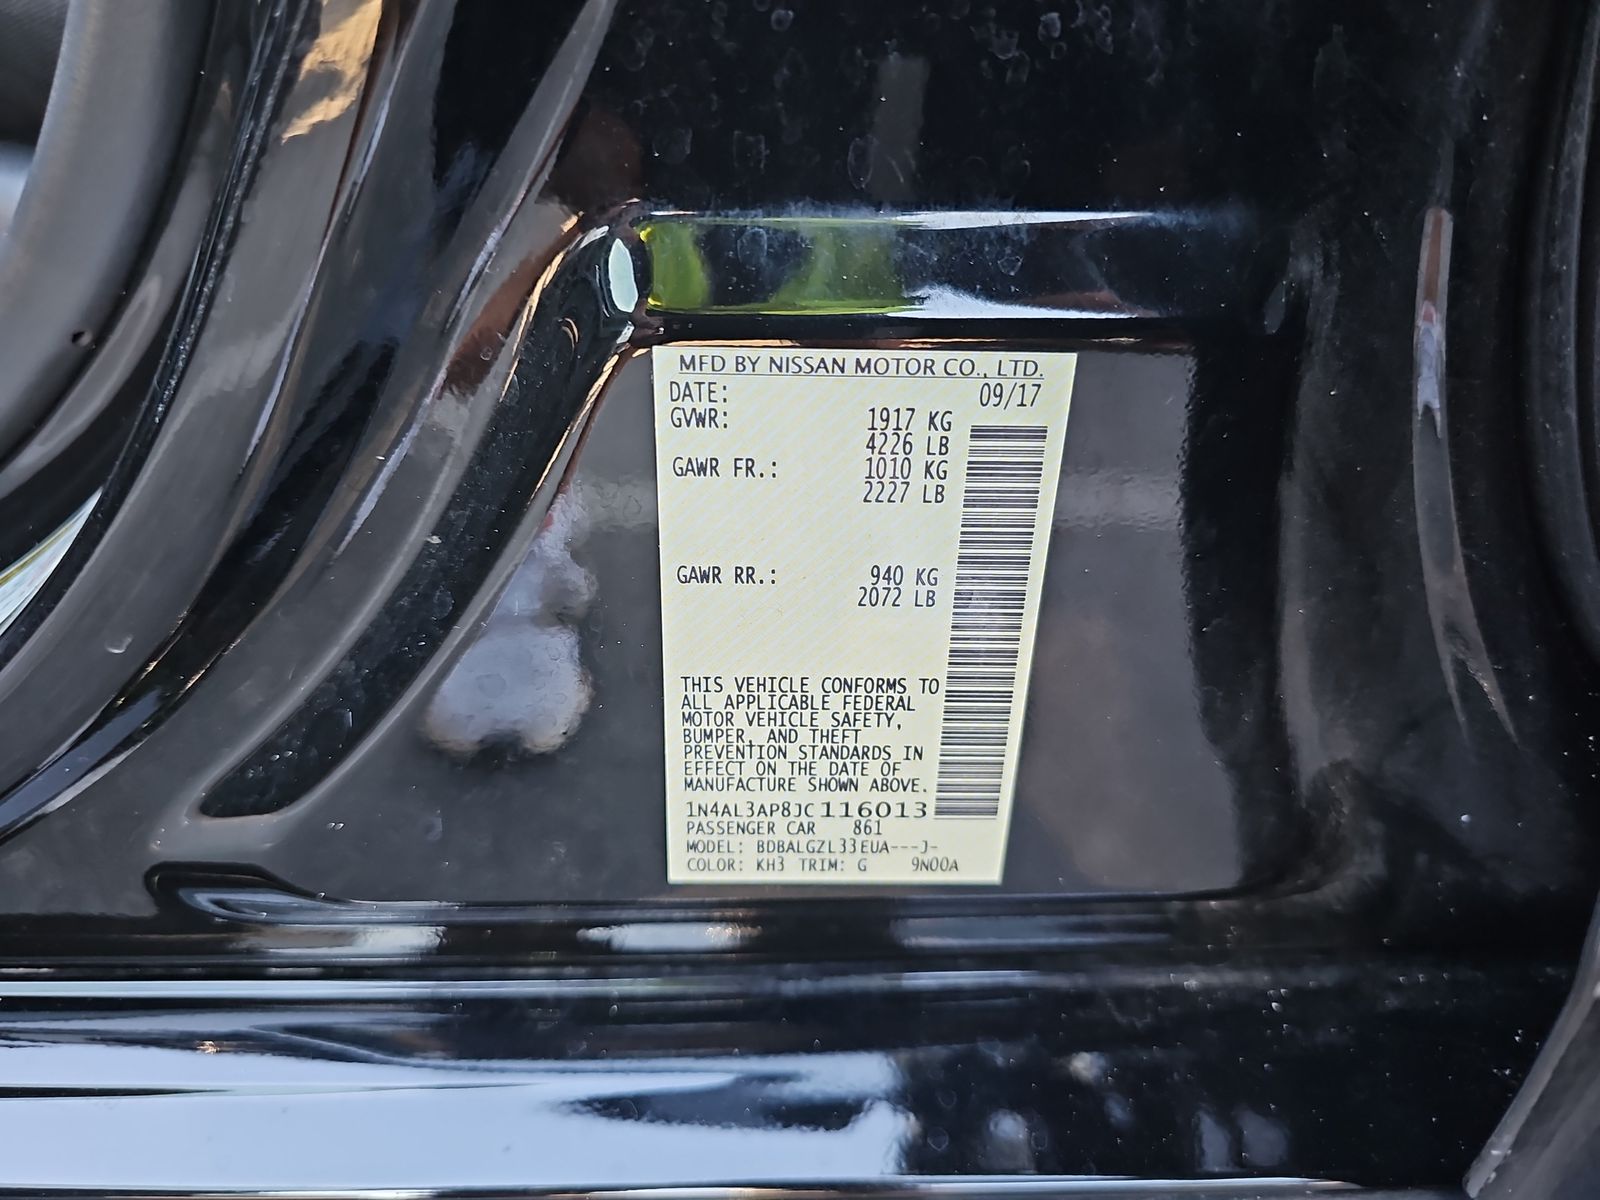 MFD BY NISSAN MOTOR CO., LTD.
DATE: 09/17
GVWR: 1917 KG
4226 LB
GAWR FR.: 1010 KG
2227 LB
GAWR RR.: 940 KG
2072 LB
THIS VEHICLE CONFORMS TO
ALL APPLICABLE FEDERAL
MOTOR VEHICLE SAFETY,
BUMPER, AND THEFT
PREVENTION STANDARDS IN
EFFECT ON THE DATE OF
MANUFACTURE SHOWN ABOVE.
1N4AL3AP8JC116013
PASSENGER CAR 861
MODEL: BDBALGZL33EUA---J-
COLOR: KH3 TRIM: G 9N00A